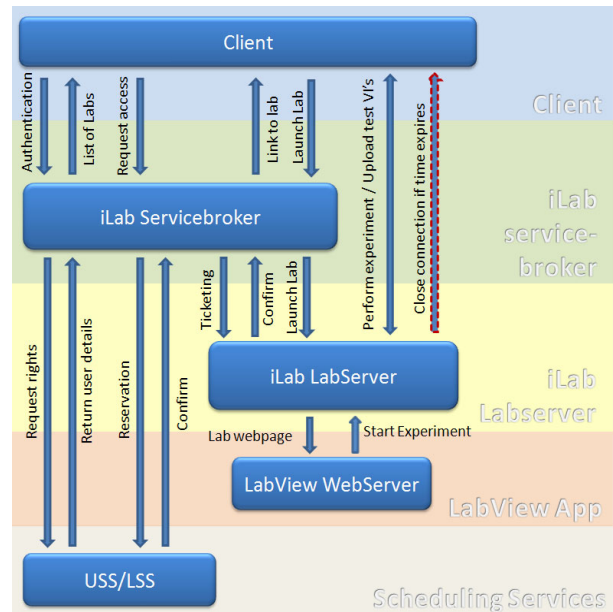 Client
Authentication
List of Labs
Request access
Link to lab
Launch Lab
Perform experiment / Upload test VI's
Close connection if time expires
Client
iLab Servicebroker
iLab
service-
broker
Request rights
Return user details
Reservation
Confirm
Ticketing
Confirm
Launch Lab
iLab LabServer
iLab
Labserver
Lab webpage
Start Experiment
LabView WebServer
LabView App
USS/LSS
Scheduling Services